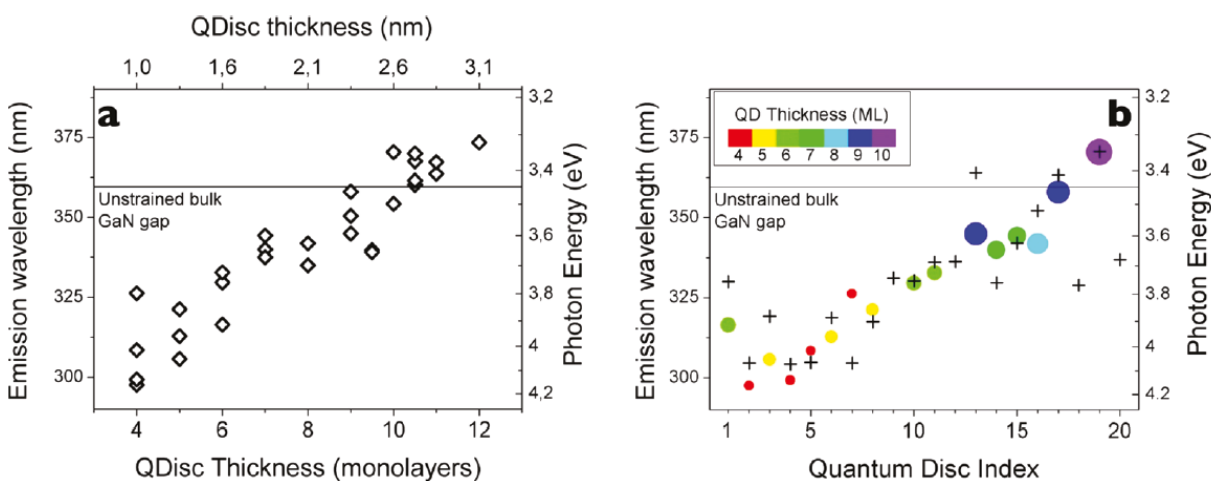 QDisc thickness (nm)
1,0 1,6 2,1 2,6 3,1
a
Emission wavelength (nm)
375
350
325
300
Unstrained bulk
GaN gap
3,2
3,4
3,6
3,8
4
4,2
Photon Energy (eV)
4 6 8 10 12
QDisc Thickness (monolayers)
b
QD Thickness (ML)
4 5 6 7 8 9 10
Emission wavelength (nm)
375
350
325
300
Unstrained bulk
GaN gap
3,2
3,4
3,6
3,8
4
4,2
Photon Energy (eV)
1 5 10 15 20
Quantum Disc Index